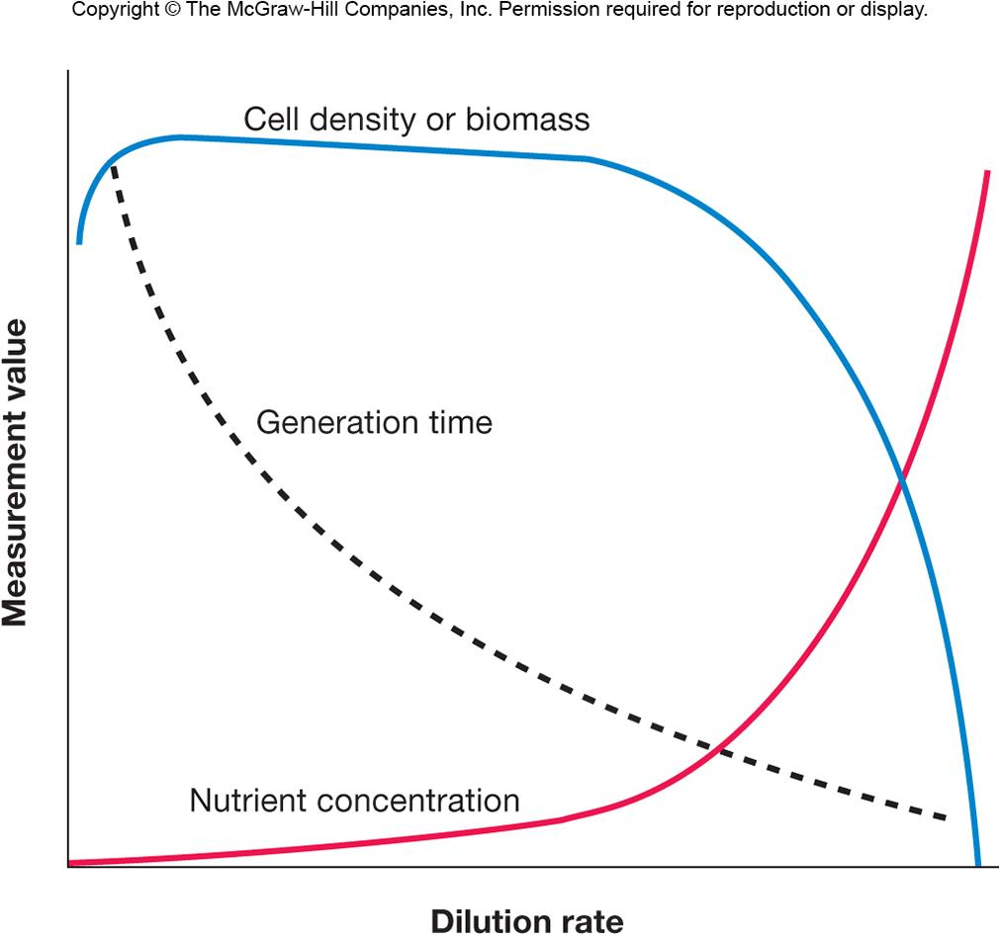 Copyright © The McGraw-Hill Companies, Inc. Permission required for reproduction or display.
Cell density or biomass
Measurement value
Generation time
Nutrient concentration
Dilution rate